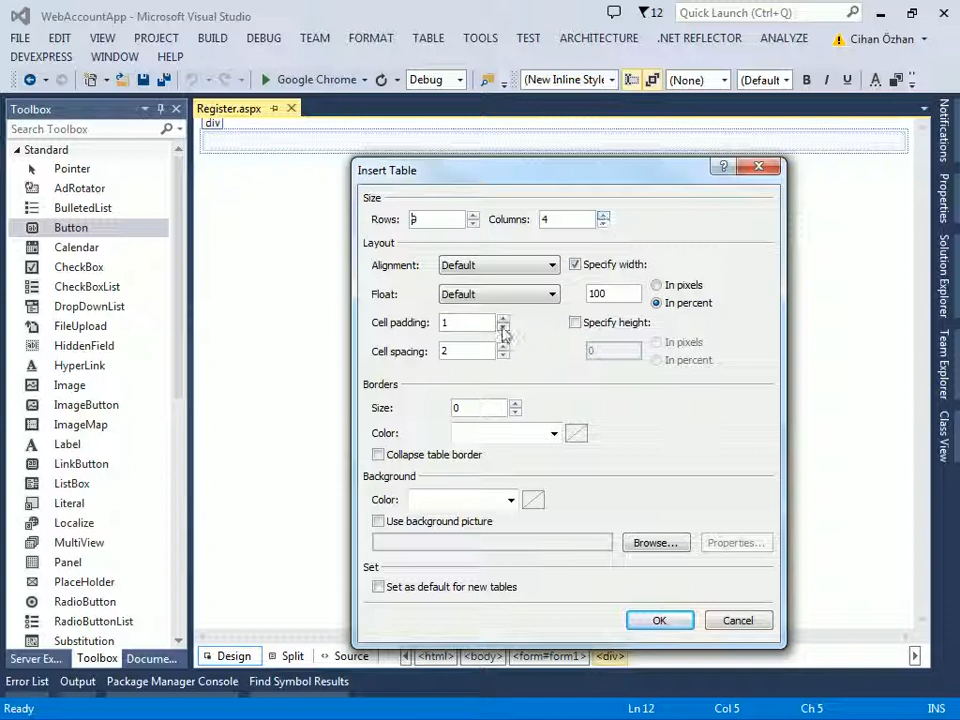 WebAccountApp - Microsoft Visual Studio
12
Quick Launch (Ctrl+Q)
FILE EDIT VIEW PROJECT BUILD DEBUG TEAM FORMAT TABLE TOOLS TEST ARCHITECTURE .NET REFLECTOR ANALYZE Cihan Özhan
DEVEXPRESS WINDOW HELP
Google Chrome Debug (New Inline Style (None) (Default B I U A
Toolbox
Register.aspx
div
Search Toolbox
Standard
Pointer
AdRotator
BulletedList
Button
Calendar
CheckBox
CheckBoxList
DropDownList
FileUpload
HiddenField
HyperLink
Image
ImageButton
ImageMap
Label
LinkButton
ListBox
Literal
Localize
MultiView
Panel
PlaceHolder
RadioButton
RadioButtonList
Substitution
Insert Table
?
Size
Rows: Columns: 4
Layout
Alignment: Default Specify width:
In pixels
Float: Default 100 In percent
Cell padding: 1 Specify height:
In pixels
Cell spacing: 2 0 In percent
Borders
Size: 0
Color:
Collapse table border
Background
Color:
Use background picture
Browse... Properties...
Set
Set as default for new tables
OK Cancel
Notifications
Properties
Solution Explorer
Team Explorer
Class View
Server Ex... Toolbox Docume...
Design Split Source <html> <body> <form#form1> <div>
Error List Output Package Manager Console Find Symbol Results
Ready Ln 12 Col 5 Ch 5 INS